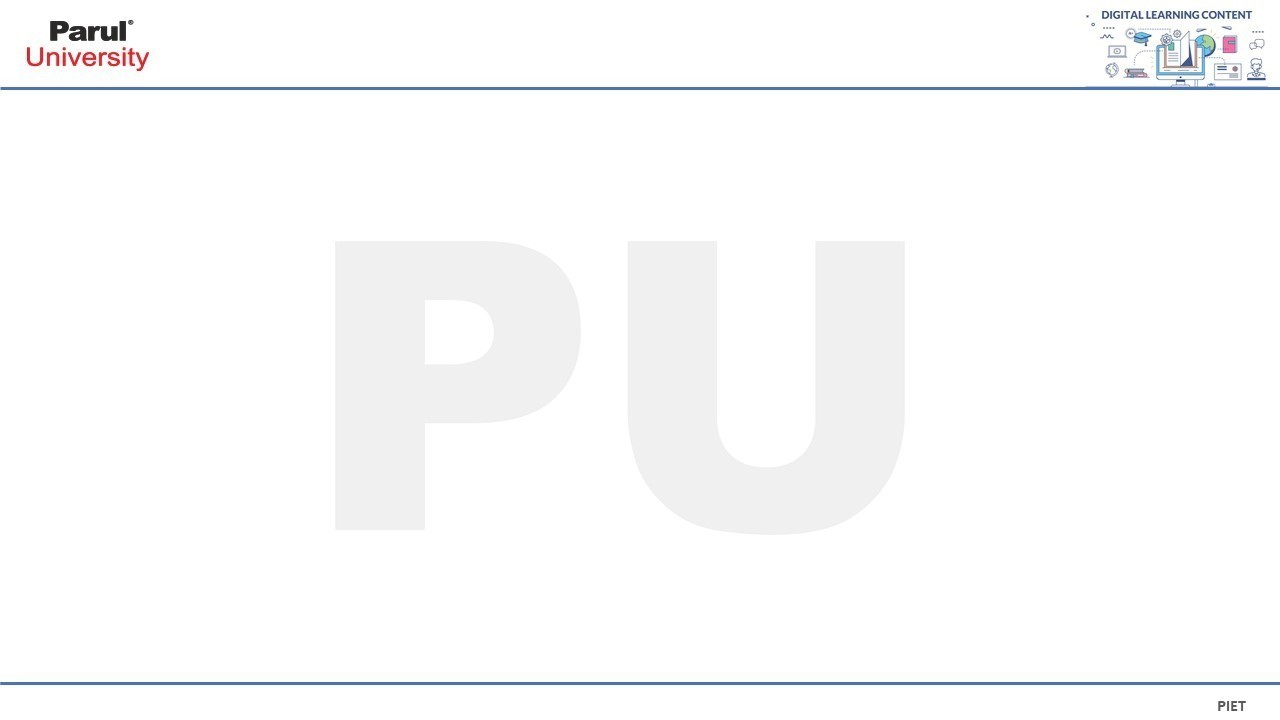 Parul®
University
DIGITAL LEARNING CONTENT
PU
PIET